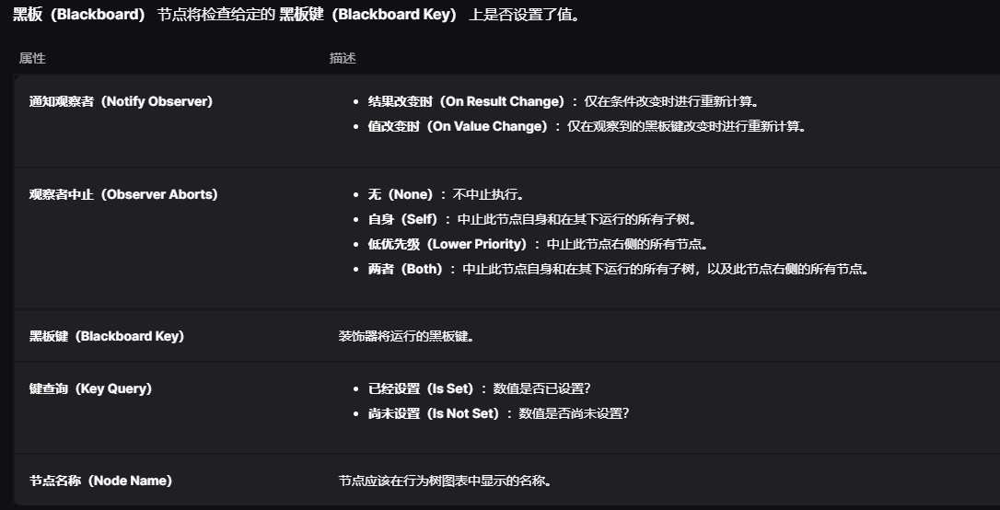 黑板（Blackboard） 节点将检查给定的 黑板键（Blackboard Key） 上是否设置了值。
属性 描述
通知观察者（Notify Observer）
• 结果改变时（On Result Change）：仅在条件改变时进行重新计算。
• 值改变时（On Value Change）：仅在观察到的黑板键改变时进行重新计算。
观察者中止（Observer Aborts）
• 无（None）：不中止执行。
• 自身（Self）：中止此节点自身和在其下运行的所有子树。
• 低优先级（Lower Priority）：中止此节点右侧的所有节点。
• 两者（Both）：中止此节点自身和在其下运行的所有子树，以及此节点右侧的所有节点。
黑板键（Blackboard Key） 装饰器将运行的黑板键。
键查询（Key Query）
• 已经设置（Is Set）：数值是否已设置？
• 尚未设置（Is Not Set）：数值是否尚未设置？
节点名称（Node Name） 节点应该在行为树图表中显示的名称。